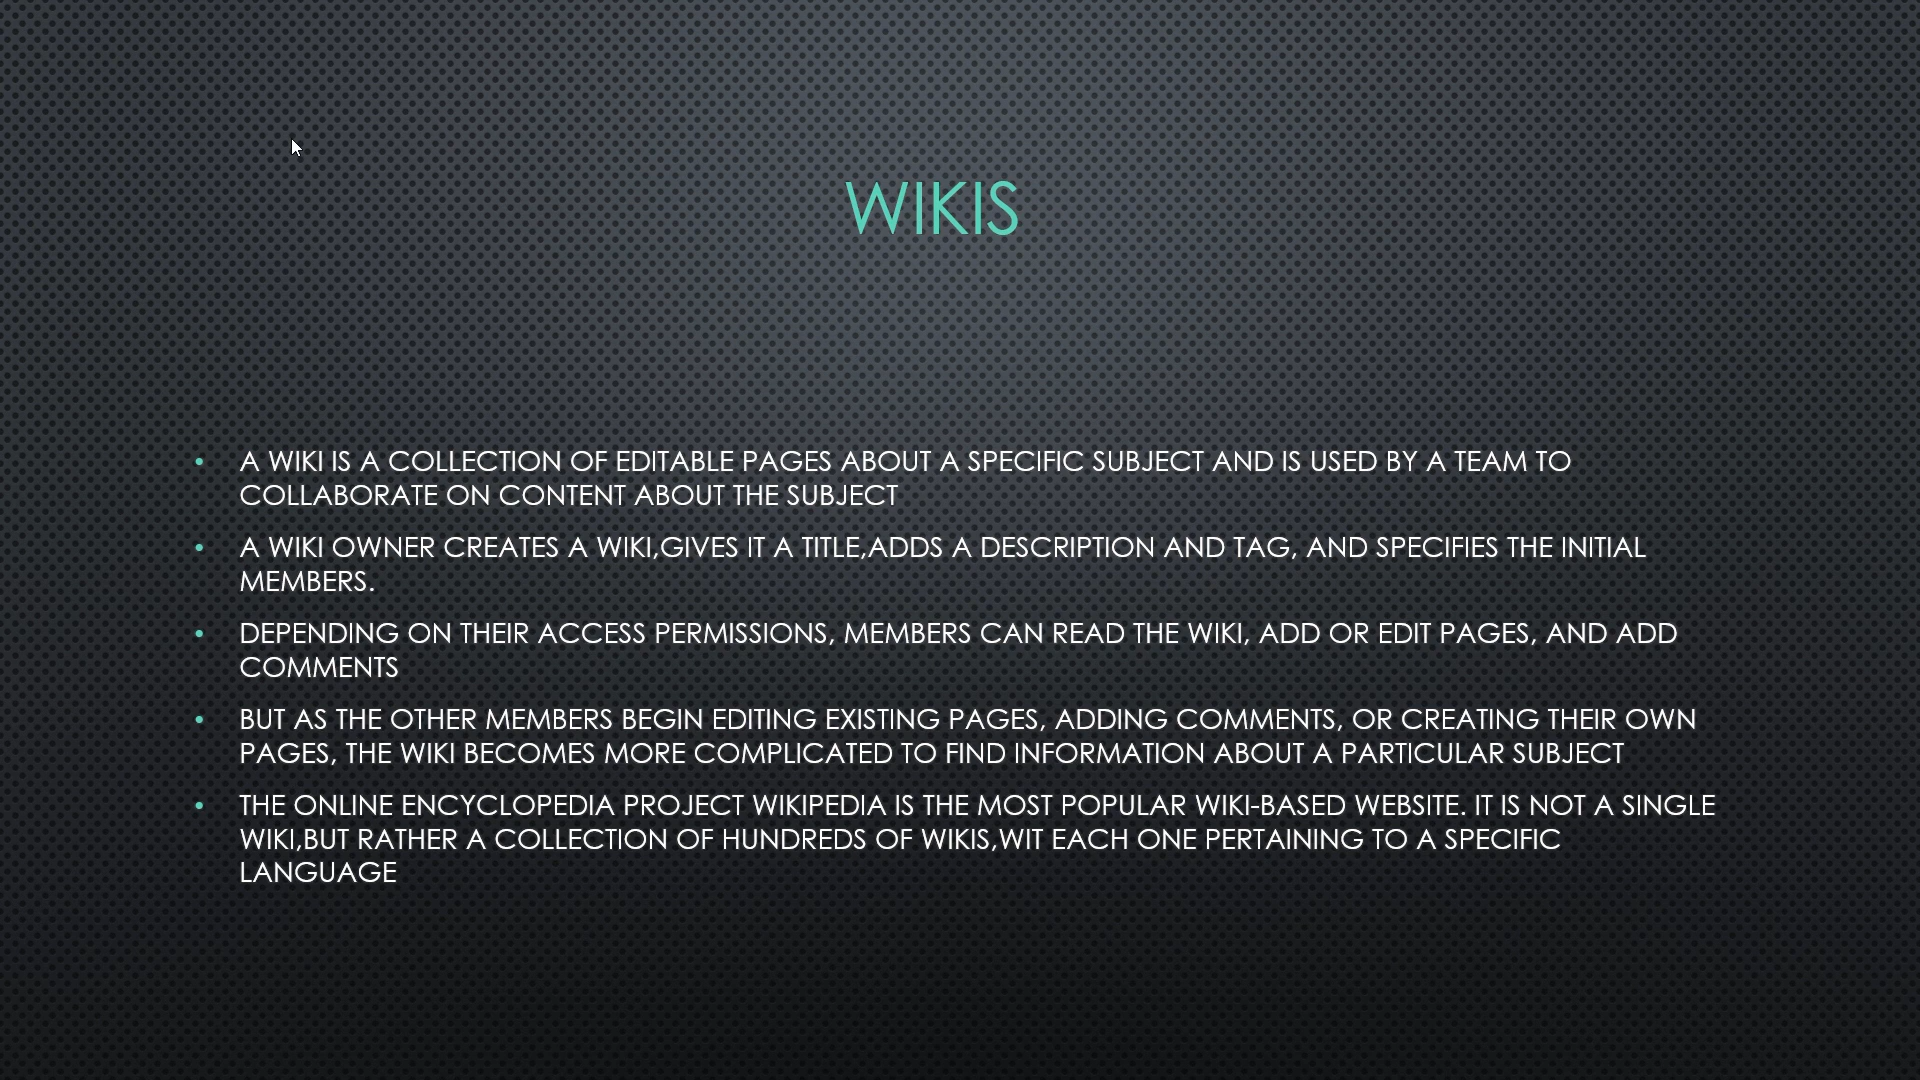 WIKIS
• A WIKI IS A COLLECTION OF EDITABLE PAGES ABOUT A SPECIFIC SUBJECT AND IS USED BY A TEAM TO
COLLABORATE ON CONTENT ABOUT THE SUBJECT
• A WIKI OWNER CREATES A WIKI,GIVES IT A TITLE,ADDS A DESCRIPTION AND TAG, AND SPECIFIES THE INITIAL
MEMBERS.
• DEPENDING ON THEIR ACCESS PERMISSIONS, MEMBERS CAN READ THE WIKI, ADD OR EDIT PAGES, AND ADD
COMMENTS
• BUT AS THE OTHER MEMBERS BEGIN EDITING EXISTING PAGES, ADDING COMMENTS, OR CREATING THEIR OWN
PAGES, THE WIKI BECOMES MORE COMPLICATED TO FIND INFORMATION ABOUT A PARTICULAR SUBJECT
• THE ONLINE ENCYCLOPEDIA PROJECT WIKIPEDIA IS THE MOST POPULAR WIKI-BASED WEBSITE. IT IS NOT A SINGLE
WIKI,BUT RATHER A COLLECTION OF HUNDREDS OF WIKIS,WIT EACH ONE PERTAINING TO A SPECIFIC
LANGUAGE